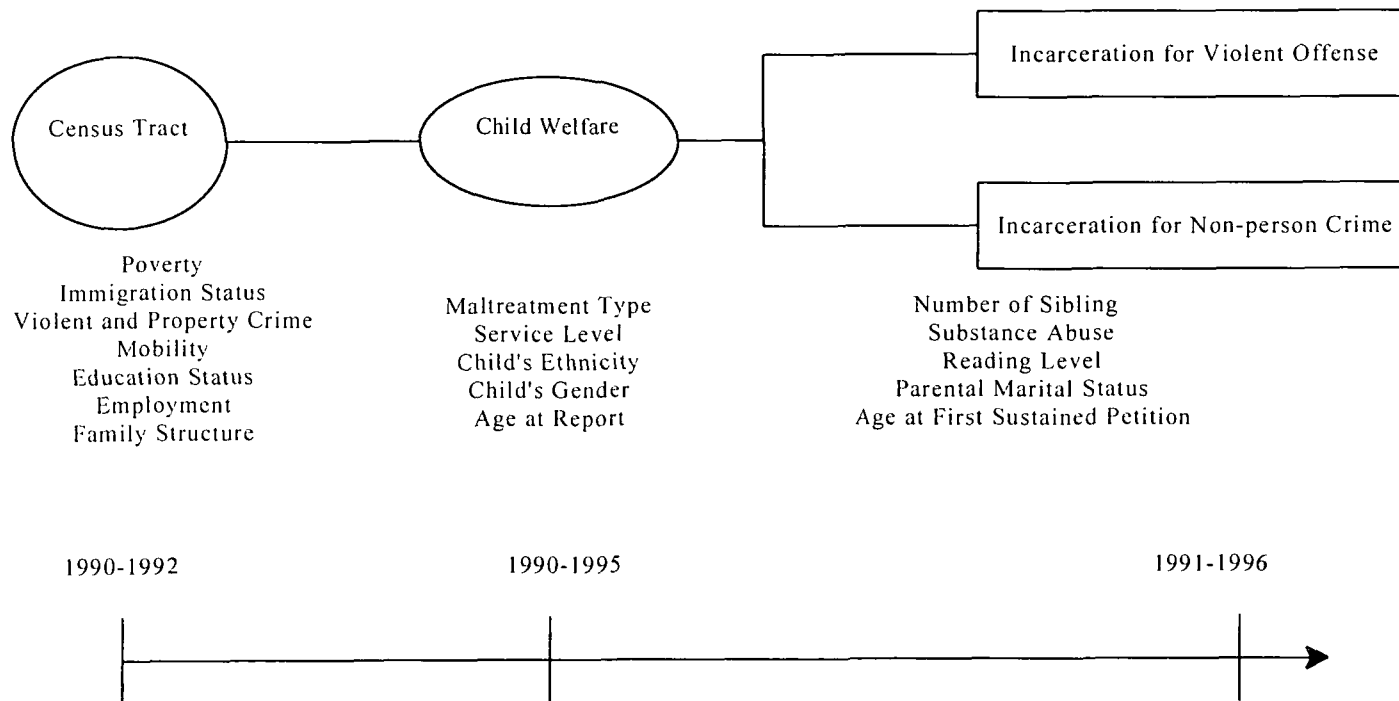 Census Tract
Child Welfare
Incarceration for Violent Offense
Incarceration for Non-person Crime
Poverty
Immigration Status
Violent and Property Crime
Mobility
Education Status
Employment
Family Structure
Maltreatment Type
Service Level
Child's Ethnicity
Child's Gender
Age at Report
Number of Sibling
Substance Abuse
Reading Level
Parental Marital Status
Age at First Sustained Petition
1990-1992
1990-1995
1991-1996